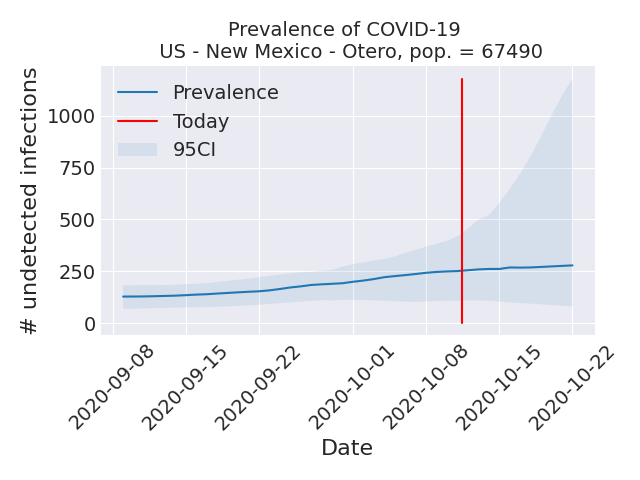 Prevalence of COVID-19
US - New Mexico - Otero, pop. = 67490
Prevalence
Today
95CI
# undetected infections
1000
750
500
250
0
2020-09-08
2020-09-15
2020-09-22
2020-10-01
2020-10-08
2020-10-15
2020-10-22
Date